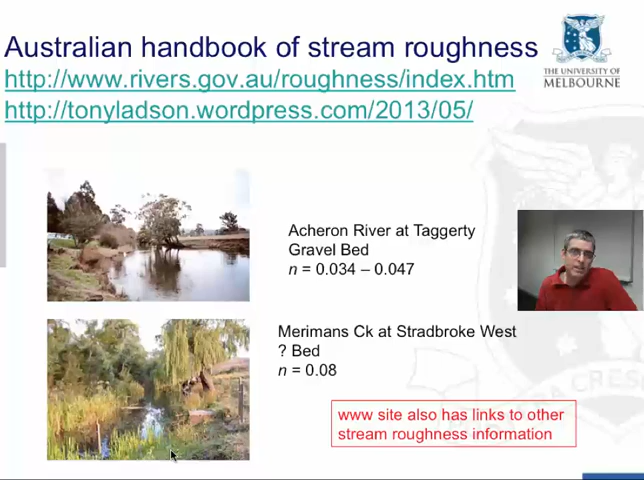 Australian handbook of stream roughness
http://www.rivers.gov.au/roughness/index.htm
http://tonyladson.wordpress.com/2013/05/
THE UNIVERSITY OF
MELBOURNE
Acheron River at Taggerty
Gravel Bed
n = 0.034 – 0.047
Merimans Ck at Stradbroke West
? Bed
n = 0.08
www site also has links to other
stream roughness information